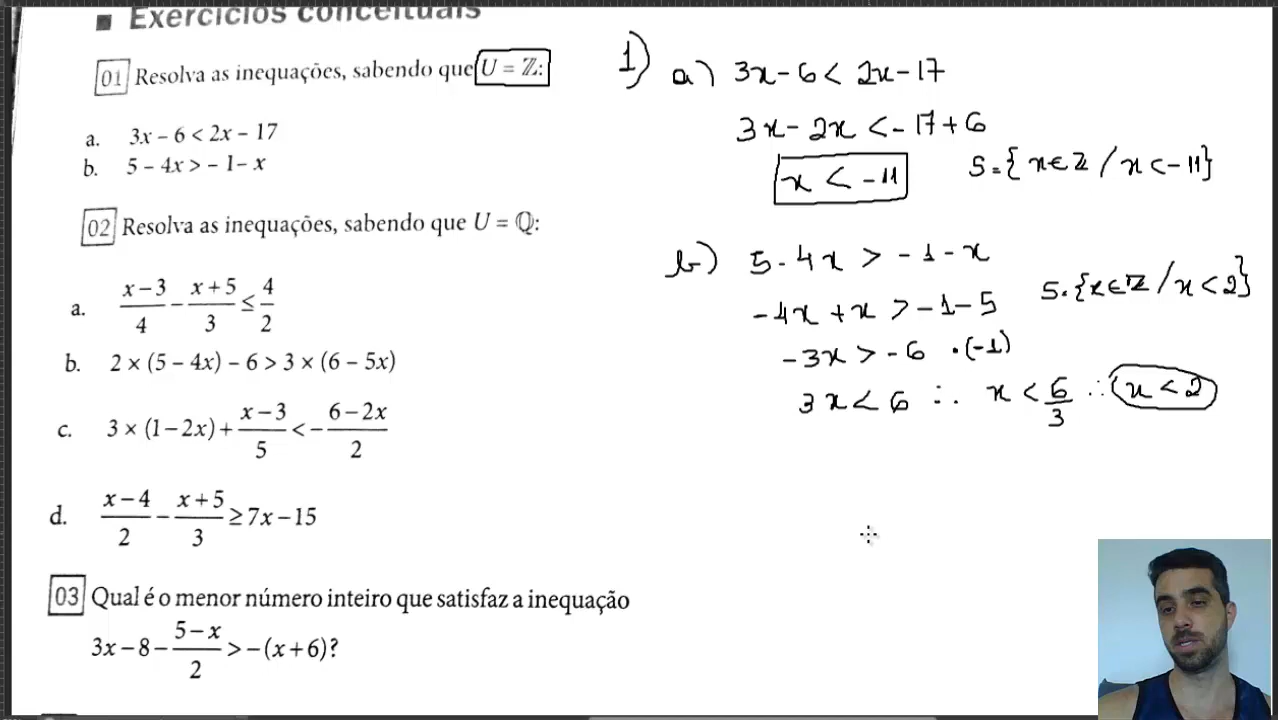 ■ Exercícios conceituais
01 Resolva as inequações, sabendo que U = ℤ:
a. 3x – 6 < 2x – 17
b. 5 – 4x > – 1– x
02 Resolva as inequações, sabendo que U = ℚ:
a. (x – 3)/4 – (x + 5)/3 ≤ 4/2
b. 2 × (5 – 4x) – 6 > 3 × (6 – 5x)
c. 3 × (1 – 2x) + (x – 3)/5 < – (6 – 2x)/2
d. (x – 4)/2 – (x + 5)/3 ≥ 7x – 15
03 Qual é o menor número inteiro que satisfaz a inequação
3x – 8 – (5 – x)/2 > – (x + 6)?
1) a) 3x - 6 < 2x - 17
3x - 2x < - 17 + 6
x < - 11
S = { x ∈ ℤ / x < - 11}
b) 5 - 4x > - 1 - x
S = {x ∈ ℤ / x < 2}
- 4x + x > - 1 - 5
- 3x > - 6 · (-1)
3x < 6 ∴ x < 6/3 ∴ x < 2